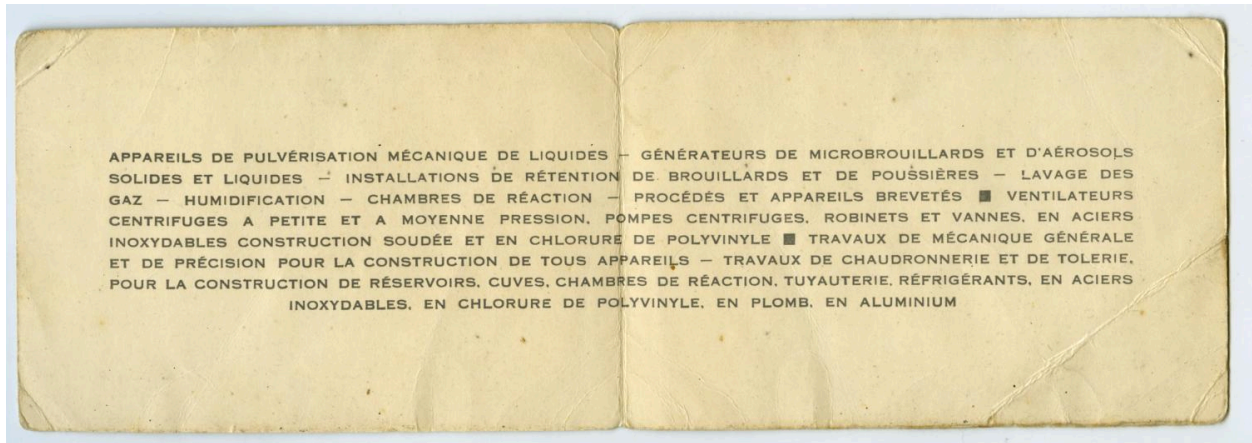 APPAREILS DE PULVÉRISATION MÉCANIQUE DE LIQUIDES — GÉNÉRATEURS DE MICROBROUILLARDS ET D'AÉROSOLS
SOLIDES ET LIQUIDES — INSTALLATIONS DE RÉTENTION DE BROUILLARDS ET DE POUSSIÈRES — LAVAGE DES
GAZ — HUMIDIFICATION — CHAMBRES DE RÉACTION — PROCÉDÉS ET APPAREILS BREVETÉS ■ VENTILATEURS
CENTRIFUGES A PETITE ET A MOYENNE PRESSION, POMPES CENTRIFUGES, ROBINETS ET VANNES, EN ACIERS
INOXYDABLES CONSTRUCTION SOUDÉE ET EN CHLORURE DE POLYVINYLE ■ TRAVAUX DE MÉCANIQUE GÉNÉRALE
ET DE PRÉCISION POUR LA CONSTRUCTION DE TOUS APPAREILS — TRAVAUX DE CHAUDRONNERIE ET DE TOLERIE,
POUR LA CONSTRUCTION DE RÉSERVOIRS, CUVES, CHAMBRES DE RÉACTION, TUYAUTERIE, RÉFRIGÉRANTS, EN ACIERS
INOXYDABLES, EN CHLORURE DE POLYVINYLE, EN PLOMB, EN ALUMINIUM